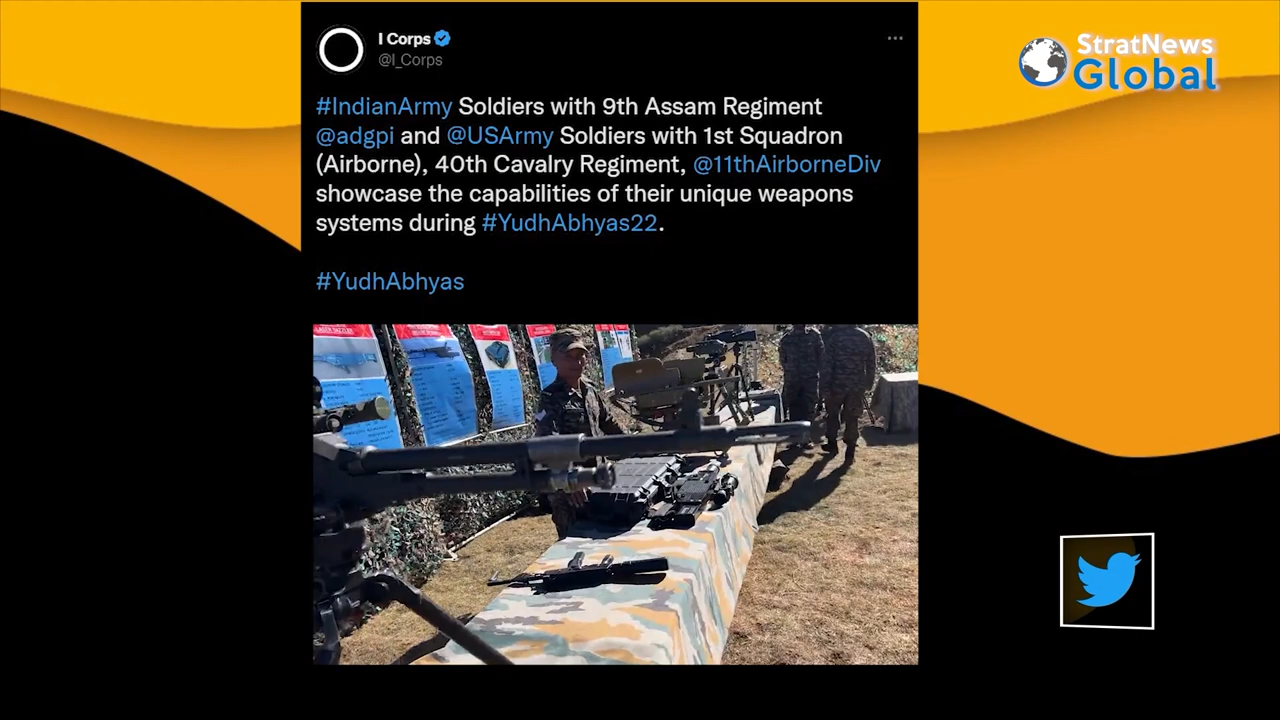 I Corps
@I_Corps
StratNews
Global
#IndianArmy Soldiers with 9th Assam Regiment
@adgpi and @USArmy Soldiers with 1st Squadron
(Airborne), 40th Cavalry Regiment, @11thAirborneDiv
showcase the capabilities of their unique weapons
systems during #YudhAbhyas22.
#YudhAbhyas